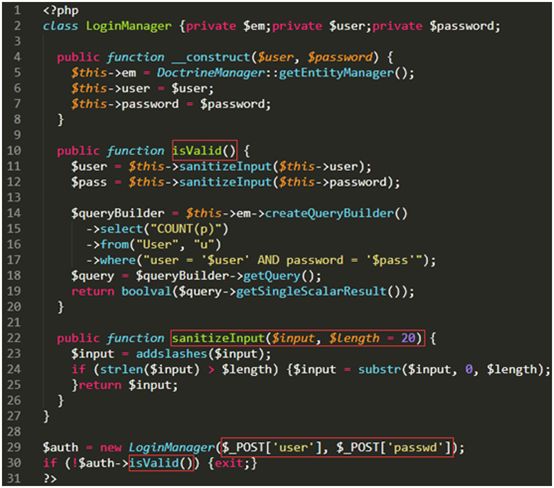 1 <?php
2 class LoginManager {private $em;private $user;private $password;
3
4 public function __construct($user, $password) {
5 $this->em = DoctrineManager::getEntityManager();
6 $this->user = $user;
7 $this->password = $password;
8 }
9
10 public function isValid() {
11 $user = $this->sanitizeInput($this->user);
12 $pass = $this->sanitizeInput($this->password);
13
14 $queryBuilder = $this->em->createQueryBuilder()
15 ->select("COUNT(p)")
16 ->from("User", "u")
17 ->where("user = '$user' AND password = '$pass'");
18 $query = $queryBuilder->getQuery();
19 return boolval($query->getSingleScalarResult());
20 }
21
22 public function sanitizeInput($input, $length = 20) {
23 $input = addslashes($input);
24 if (strlen($input) > $length) {$input = substr($input, 0, $length);
25 }return $input;
26 }
27 }
28
29 $auth = new LoginManager($_POST['user'], $_POST['passwd']);
30 if (!$auth->isValid()) {exit;}
31 ?>